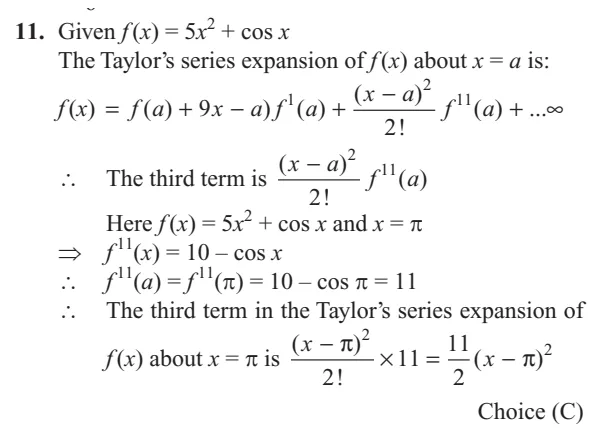 11. Given f(x) = 5x² + cos x
The Taylor's series expansion of f(x) about x = a is:
f(x) = f(a) + 9x – a)f¹(a) + (x – a)²/2! f¹¹(a) + ...∞
∴ The third term is (x – a)²/2! f¹¹(a)
Here f(x) = 5x² + cos x and x = π
⇒ f¹¹(x) = 10 – cos x
∴ f¹¹(a) = f¹¹(π) = 10 – cos π = 11
∴ The third term in the Taylor's series expansion of
f(x) about x = π is (x – π)²/2! × 11 = 11/2 (x – π)²
Choice (C)